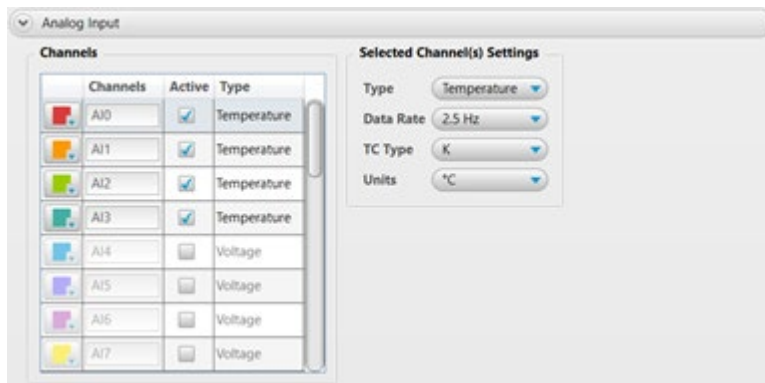 Analog Input
Channels
Channels Active Type
AI0 Temperature
AI1 Temperature
AI2 Temperature
AI3 Temperature
AI4 Voltage
AI5 Voltage
AI6 Voltage
AI7 Voltage
Selected Channel(s) Settings
Type Temperature
Data Rate 2.5 Hz
TC Type K
Units °C